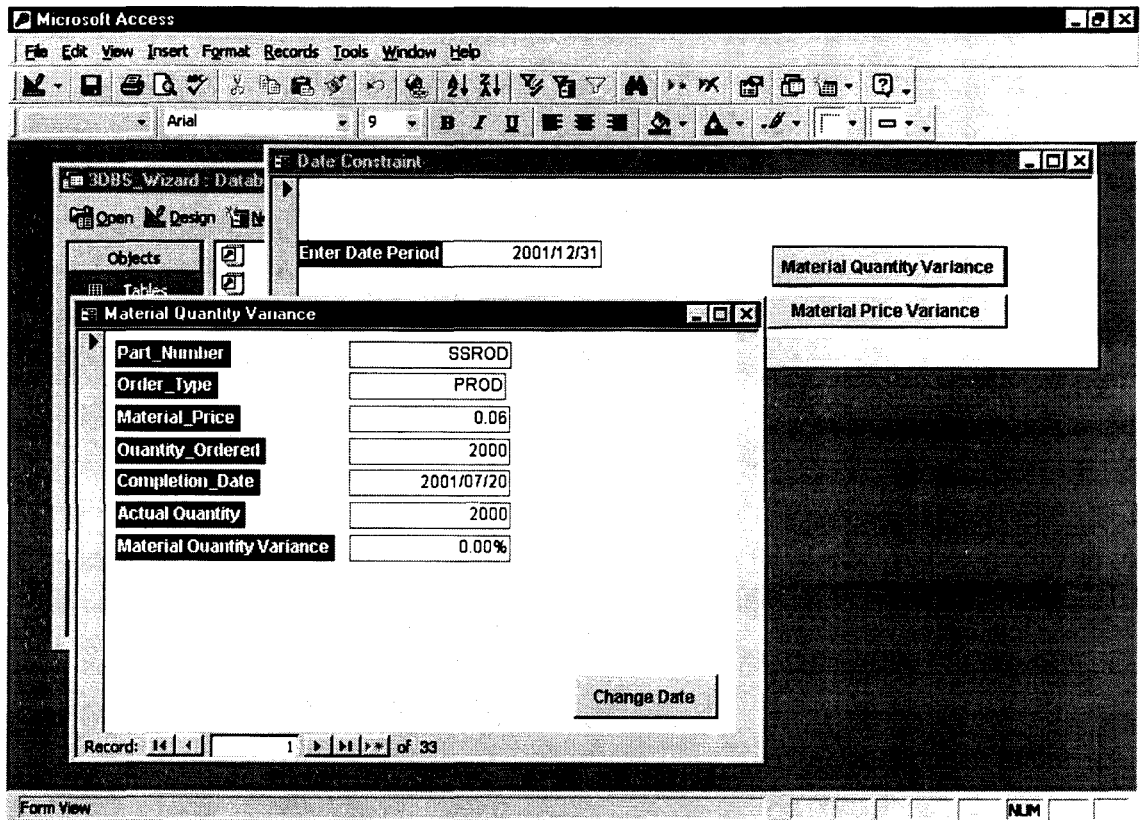 Microsoft Access
File Edit View Insert Format Records Tools Window Help
Arial 9 B I U
Date Constraint
3DBS_Wizard : Datab
Open Design N
Objects
Tables
Enter Date Period 2001/12/31
Material Quantity Variance
Material Price Variance
Material Quantity Variance
Part_Number SSROD
Order_Type PROD
Material_Price 0.06
Quantity_Ordered 2000
Completion_Date 2001/07/20
Actual Quantity 2000
Material Quantity Variance 0.00%
Change Date
Record: 1 of 33
Form View NUM